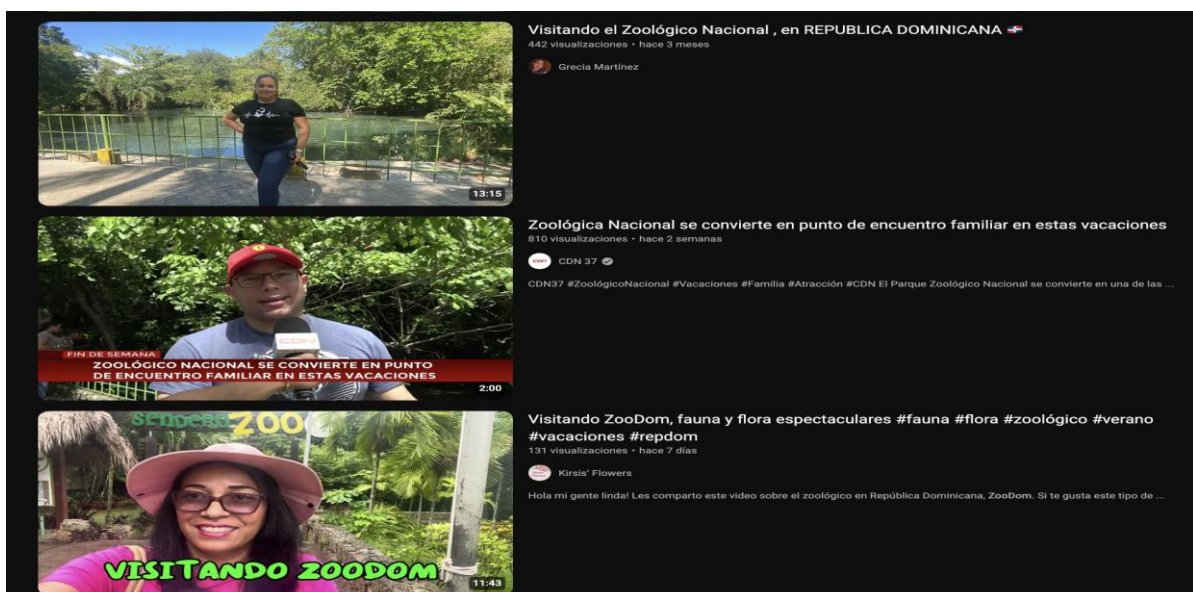 Visitando el Zoológico Nacional , en REPUBLICA DOMINICANA 🇩🇴
442 visualizaciones • hace 3 meses
Grecia Martínez
13:15
Zoológica Nacional se convierte en punto de encuentro familiar en estas vacaciones
810 visualizaciones • hace 2 semanas
CDN CDN 37
CDN37 #ZoológicoNacional #Vacaciones #Familia #Atracción #CDN El Parque Zoológico Nacional se convierte en una de las ...
CDN
FIN DE SEMANA
ZOOLÓGICO NACIONAL SE CONVIERTE EN PUNTO
DE ENCUENTRO FAMILIAR EN ESTAS VACACIONES
2:00
Visitando ZooDom, fauna y flora espectaculares #fauna #flora #zoológico #verano
#vacaciones #repdom
131 visualizaciones • hace 7 días
Kirsis' Flowers
Hola mi gente linda! Les comparto este video sobre el zoológico en República Dominicana, ZooDom. Si te gusta este tipo de ...
SENDERO ZOO
VISITANDO ZOODOM
11:43